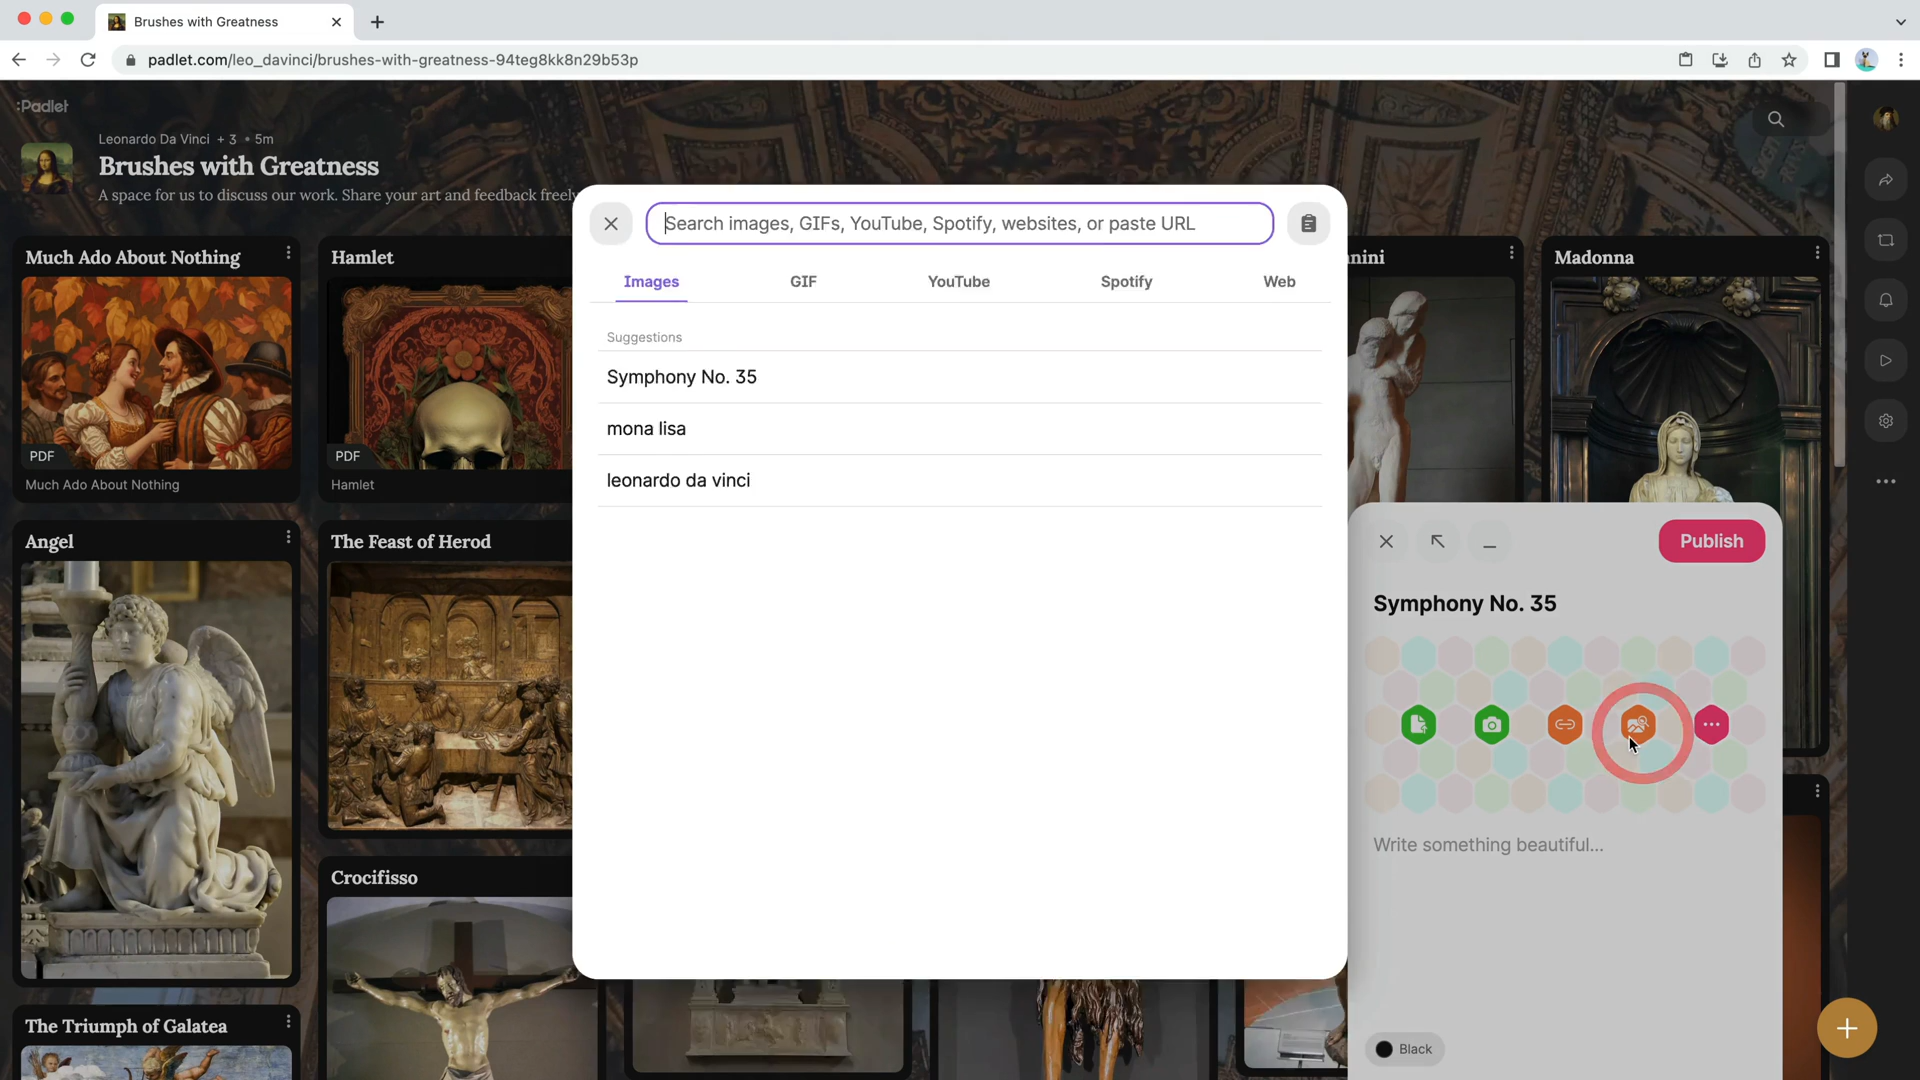 Brushes with Greatness
padlet.com/leo_davinci/brushes-with-greatness-94teg8kk8n29b53p
:Padlet
Leonardo Da Vinci + 3 • 5m
Brushes with Greatness
A space for us to discuss our work. Share your art and feedback freely
Search images, GIFs, YouTube, Spotify, websites, or paste URL
Images GIF YouTube Spotify Web
Suggestions
Symphony No. 35
mona lisa
leonardo da vinci
Much Ado About Nothing
PDF
Much Ado About Nothing
Hamlet
PDF
Hamlet
Madonna
Angel
The Feast of Herod
Crocifisso
The Triumph of Galatea
Publish
Symphony No. 35
Write something beautiful...
Black